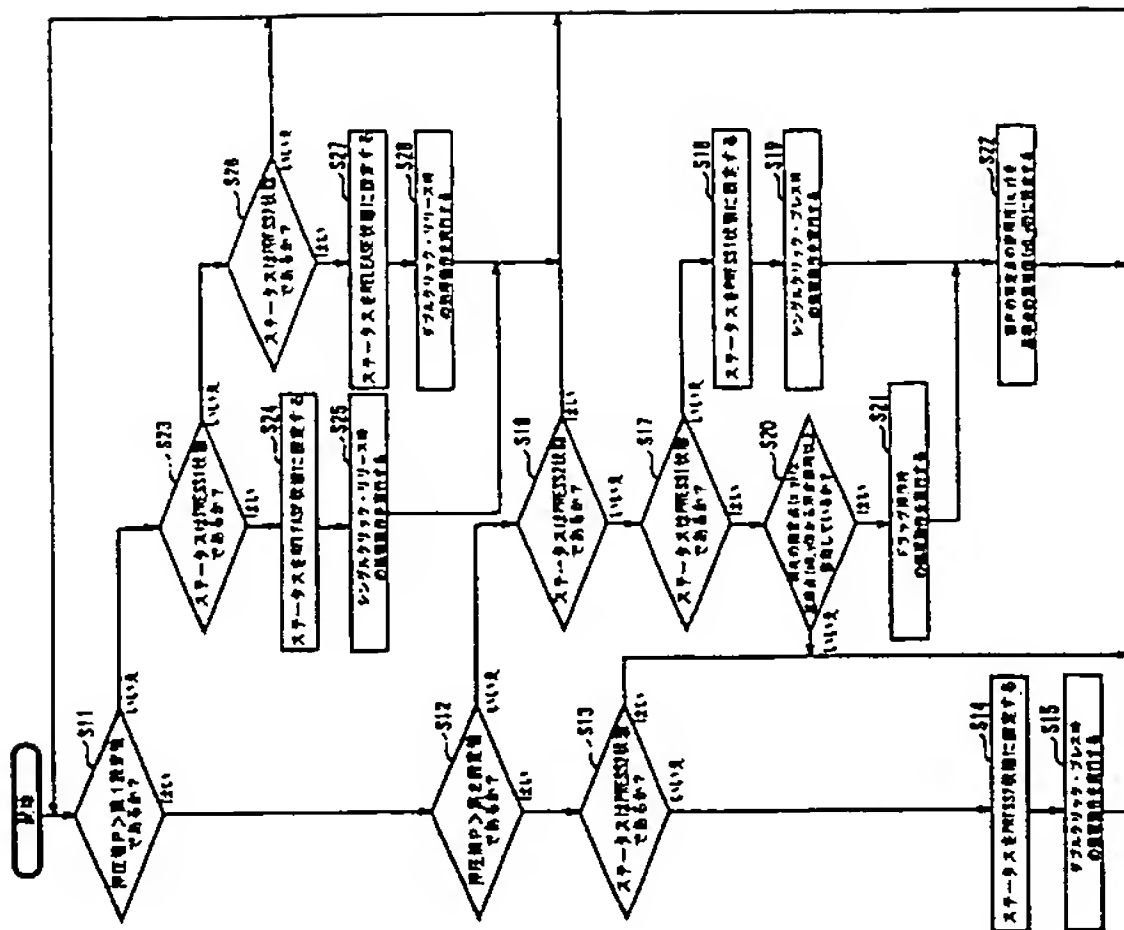 開始
S11
押圧値P>第1設定値
であるか?
はい
いいえ
S12
押圧値P>第2設定値
であるか?
はい
いいえ
S13
ステータスはPRESS2状態
であるか?
はい
いいえ
S14
ステータスをPRESS2状態に設定する
S15
ダブルクリック・プレス時
の処理動作を実行する
S16
ステータスはPRESS2状態
であるか?
はい
いいえ
S17
ステータスはPRESS1状態
であるか?
はい
いいえ
S18
ステータスをPRESS1状態に設定する
S19
シングルクリック・プレス時
の処理動作を実行する
S20
移動しているか?
はい
いいえ
S21
ドラッグ操作時
の処理動作を実行する
S22
S23
ステータスはPRESS1状態
であるか?
はい
いいえ
S24
ステータスをRELEASE状態に設定する
S25
シングルクリック・リリース時
の処理動作を実行する
S26
ステータスはPRESS2状態
であるか?
はい
いいえ
S27
ステータスをRELEASE状態に設定する
S28
ダブルクリック・リリース時
の処理動作を実行する